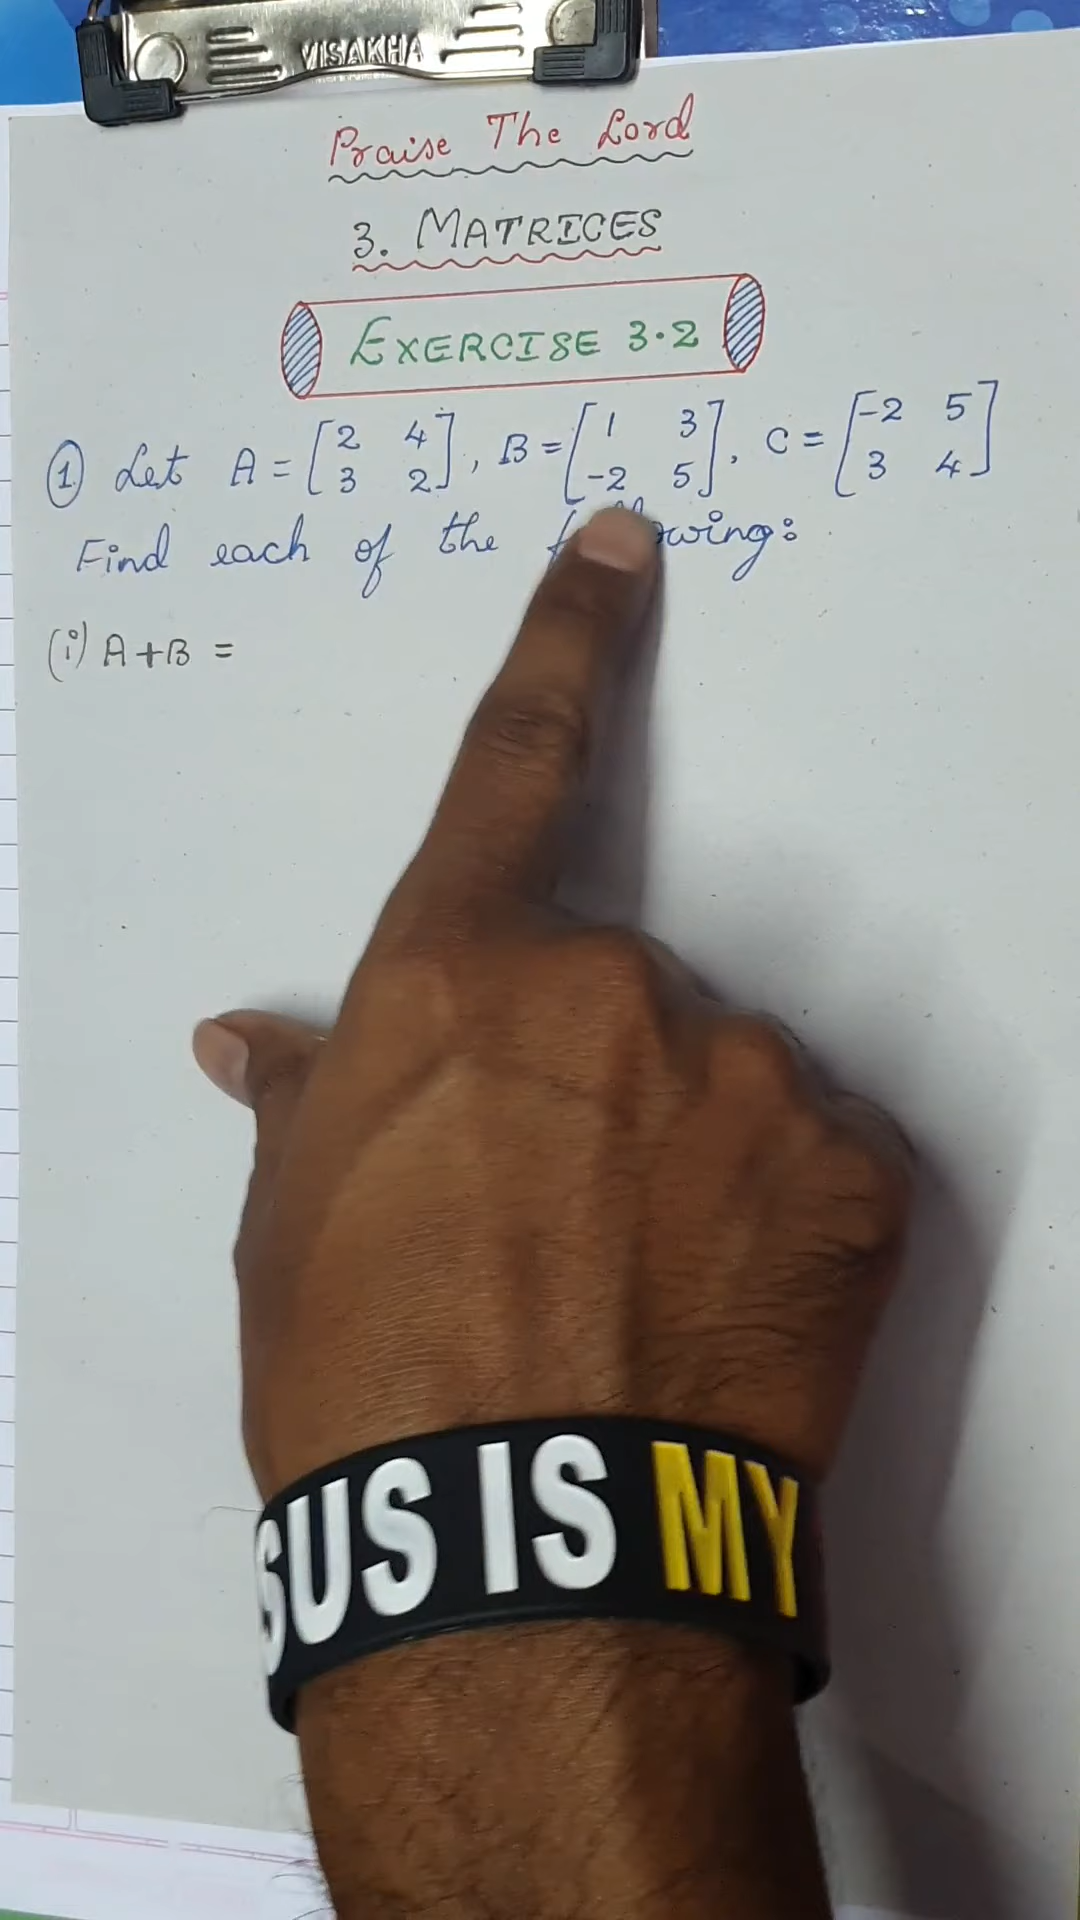 VISAKHA
Praise The Lord
3. MATRICES
EXERCISE 3.2
① Let A = [2 4; 3 2], B = [1 3; -2 5], C = [-2 5; 3 4]
Find each of the following:
(i) A+B =
SUS IS MY